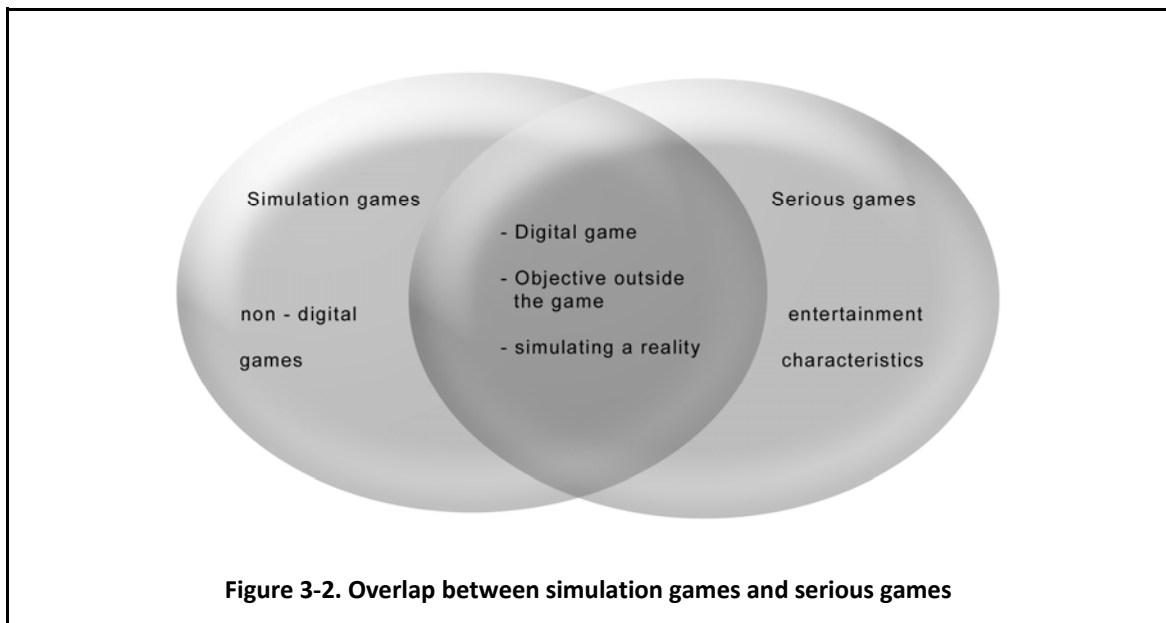 Simulation games
non - digital
games
- Digital game
- Objective outside
the game
- simulating a reality
Serious games
entertainment
characteristics
Figure 3-2. Overlap between simulation games and serious games